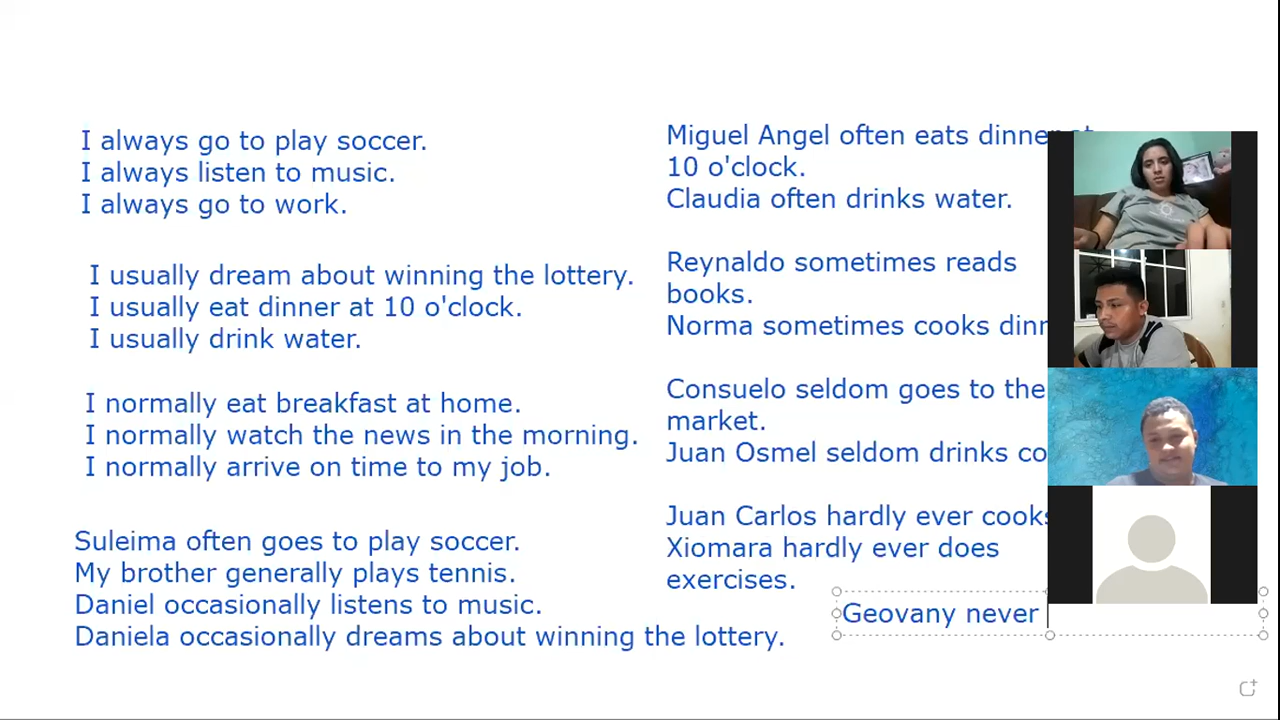 I always go to play soccer.
I always listen to music.
I always go to work.
I usually dream about winning the lottery.
I usually eat dinner at 10 o'clock.
I usually drink water.
I normally eat breakfast at home.
I normally watch the news in the morning.
I normally arrive on time to my job.
Suleima often goes to play soccer.
My brother generally plays tennis.
Daniel occasionally listens to music.
Daniela occasionally dreams about winning the lottery.
Miguel Angel often eats dinner at
10 o'clock.
Claudia often drinks water.
Reynaldo sometimes reads
books.
Norma sometimes cooks
Consuelo seldom goes to the
market.
Juan Osmel seldom drinks
Juan Carlos hardly ever cooks
Xiomara hardly ever does
exercises.
Geovany never